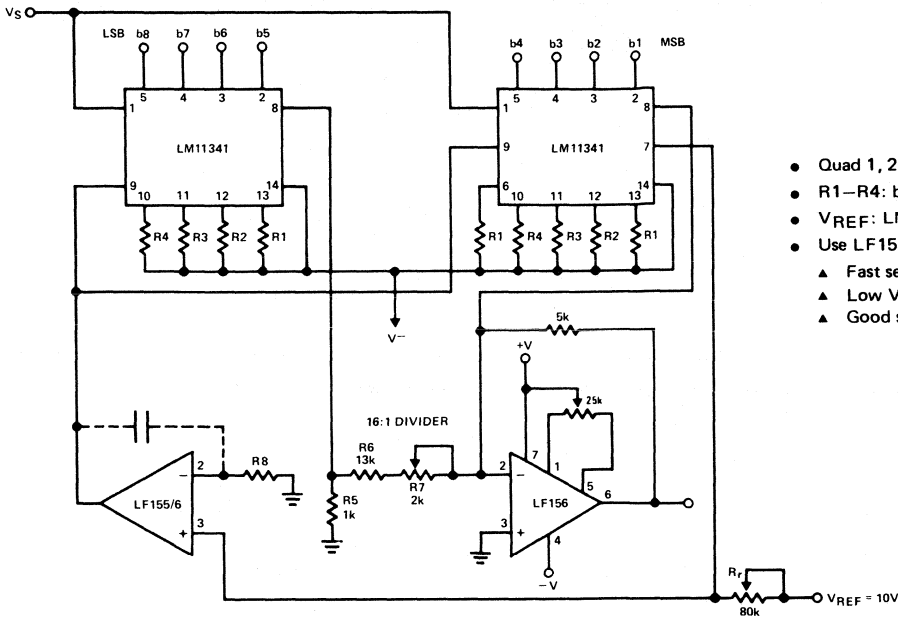 VS
LSB b8 b7 b6 b5
b4 b3 b2 b1 MSB
5 4 3 2
5 4 3 2
1 8
1 8
LM11341
9 LM11341 7
9 14
6 14
10 11 12 13
10 11 12 13
R4 R3 R2 R1
R1 R4 R3 R2 R1
V−
5k
+V
25k
16:1 DIVIDER
R6
13k
R7
2k
R5
1k
2 −
R8
LF155/6
3 +
2 −
7 1
5
LF156
6
3 +
4
−V
Rr
80k
VREF = 10V
• Quad 1, 2
• R1–R4: b
• VREF: LM
• Use LF15
▲ Fast se
▲ Low V
▲ Good s